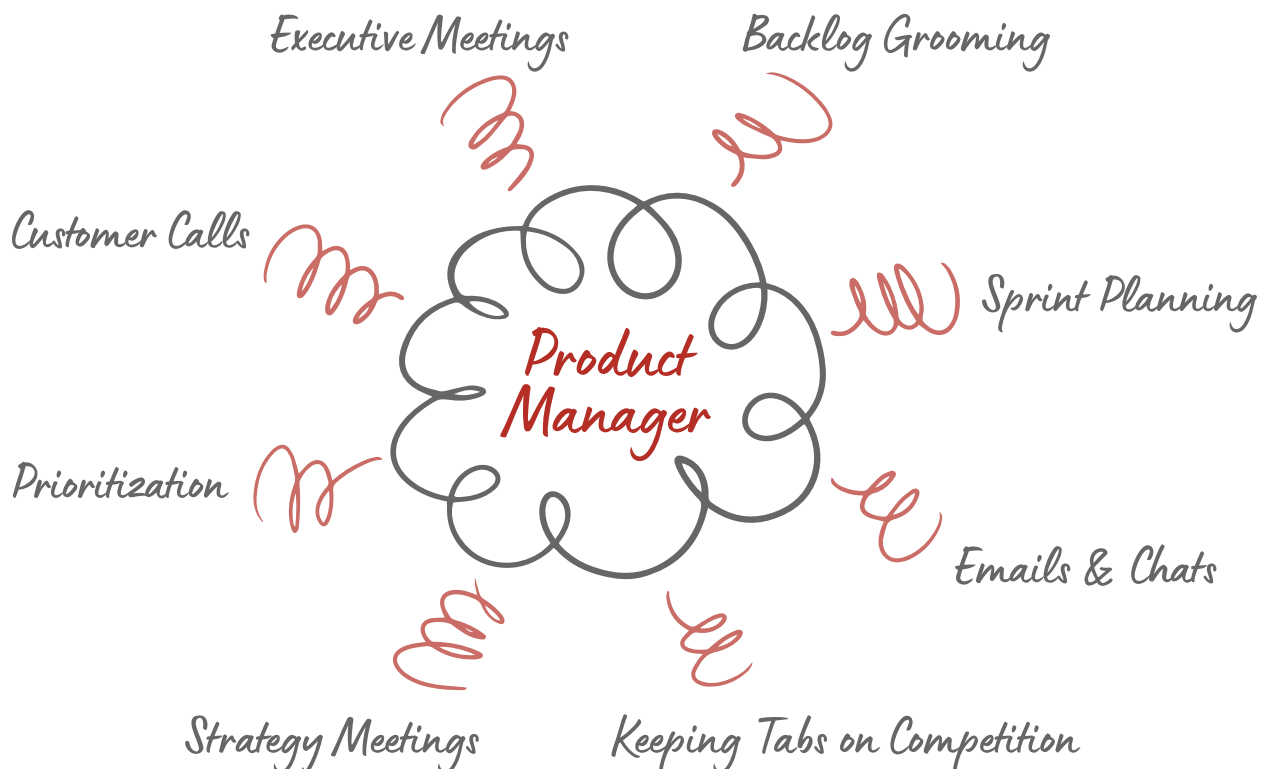 Executive Meetings
Backlog Grooming
Customer Calls
Sprint Planning
Product
Manager
Prioritization
Emails & Chats
Strategy Meetings
Keeping Tabs on Competition